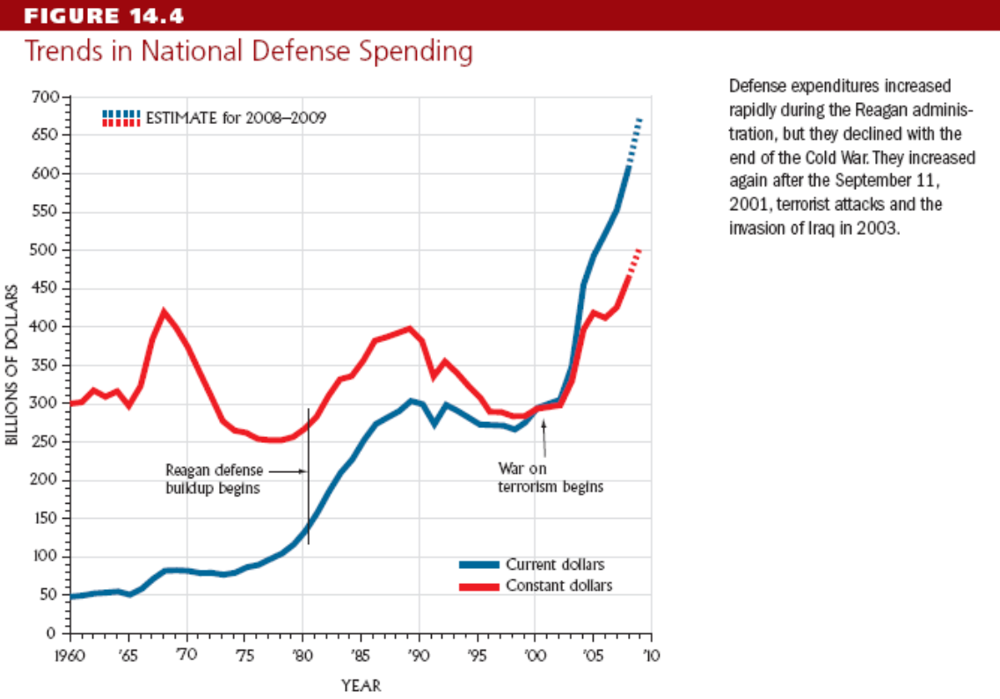 FIGURE 14.4
Trends in National Defense Spending
Defense expenditures increased
rapidly during the Reagan adminis-
tration, but they declined with the
end of the Cold War. They increased
again after the September 11,
2001, terrorist attacks and the
invasion of Iraq in 2003.
ESTIMATE for 2008–2009
BILLIONS OF DOLLARS
700
650
600
550
500
450
400
350
300
250
200
150
100
50
0
Reagan defense
buildup begins
War on
terrorism begins
Current dollars
Constant dollars
1960 '65 '70 '75 '80 '85 '90 '95 '00 '05 '10
YEAR